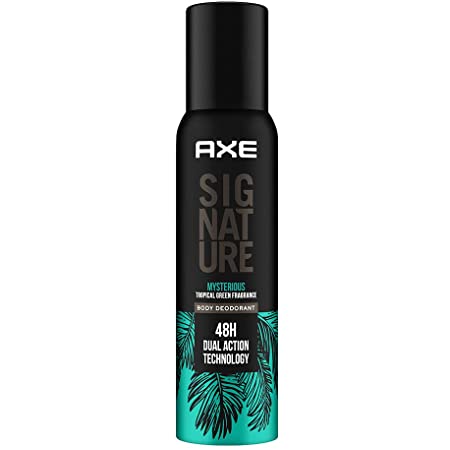 AXE
SIG
NAT
URE
MYSTERIOUS
TROPICAL GREEN FRAGRANCE
BODY DEODORANT
48H
DUAL ACTION
TECHNOLOGY